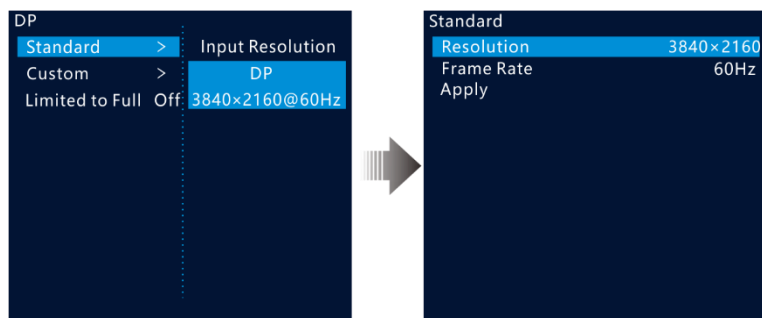 DP
Standard >
Custom >
Limited to Full Off
Input Resolution
DP
3840×2160@60Hz
Standard
Resolution 3840×2160
Frame Rate 60Hz
Apply